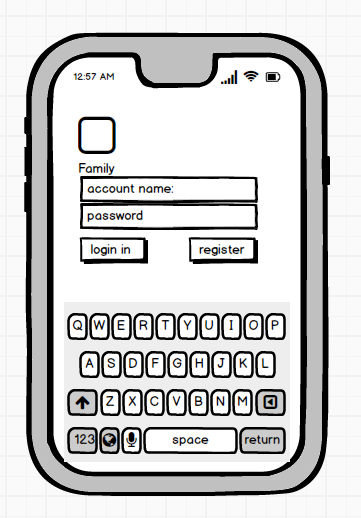 12:57 AM
Family
account name:
password
login in register
Q W E R T Y U I O P
A S D F G H J K L
Z X C V B N M
123 space return